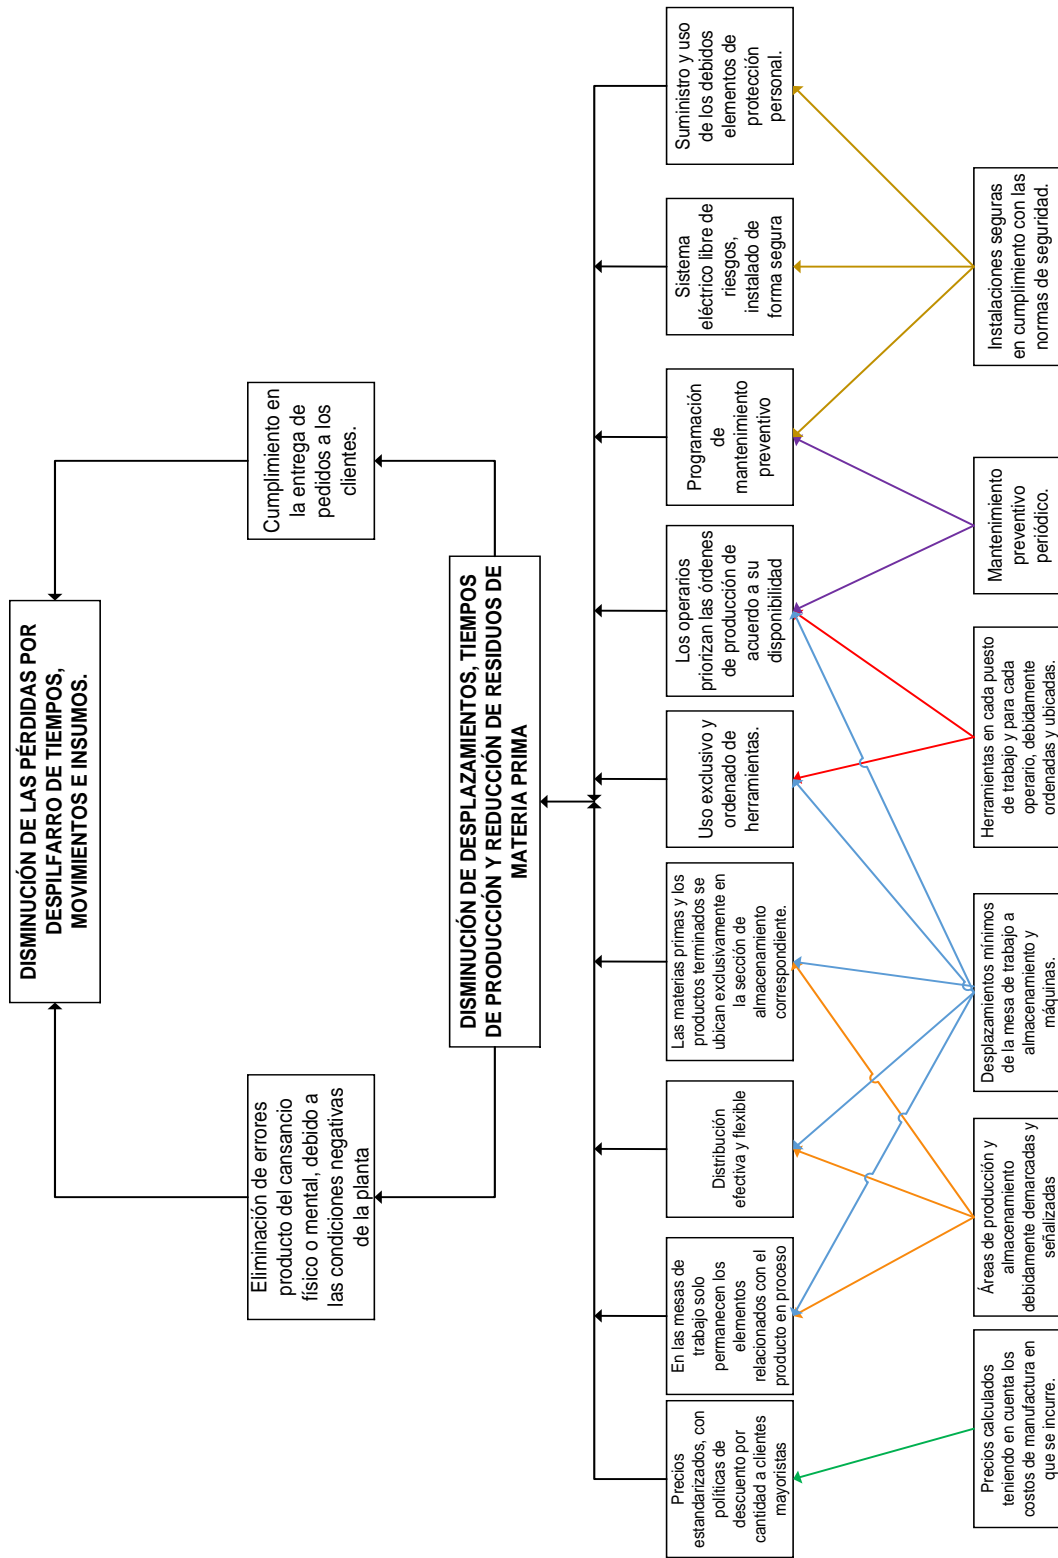 DISMINUCIÓN DE LAS PÉRDIDAS POR
DESPILFARRO DE TIEMPOS,
MOVIMIENTOS E INSUMOS.
Eliminación de errores
producto del cansancio
físico o mental, debido a
las condiciones negativas
de la planta
Cumplimiento en
la entrega de
pedidos a los
clientes.
DISMINUCIÓN DE DESPLAZAMIENTOS, TIEMPOS
DE PRODUCCIÓN Y REDUCCIÓN DE RESIDUOS DE
MATERIA PRIMA
Precios
estandarizados, con
políticas de
descuento por
cantidad a clientes
mayoristas
En las mesas de
trabajo solo
permanecen los
elementos
relacionados con el
producto en proceso
Distribución
efectiva y flexible
Las materias primas y los
productos terminados se
ubican exclusivamente en
la sección de
almacenamiento
correspondiente.
Uso exclusivo y
ordenado de
herramientas.
Los operarios
priorizan las órdenes
de producción de
acuerdo a su
disponibilidad
Programación
de
mantenimiento
preventivo
Sistema
eléctrico libre de
riesgos,
instalado de
forma segura
Suministro y uso
de los debidos
elementos de
protección
personal.
Precios calculados
teniendo en cuenta los
costos de manufactura en
que se incurre.
Áreas de producción y
almacenamiento
debidamente demarcadas y
señalizadas
Desplazamientos mínimos
de la mesa de trabajo a
almacenamiento y
máquinas.
Herramientas en cada puesto
de trabajo y para cada
operario, debidamente
ordenadas y ubicadas.
Mantenimiento
preventivo
periódico.
Instalaciones seguras
en cumplimiento con las
normas de seguridad.